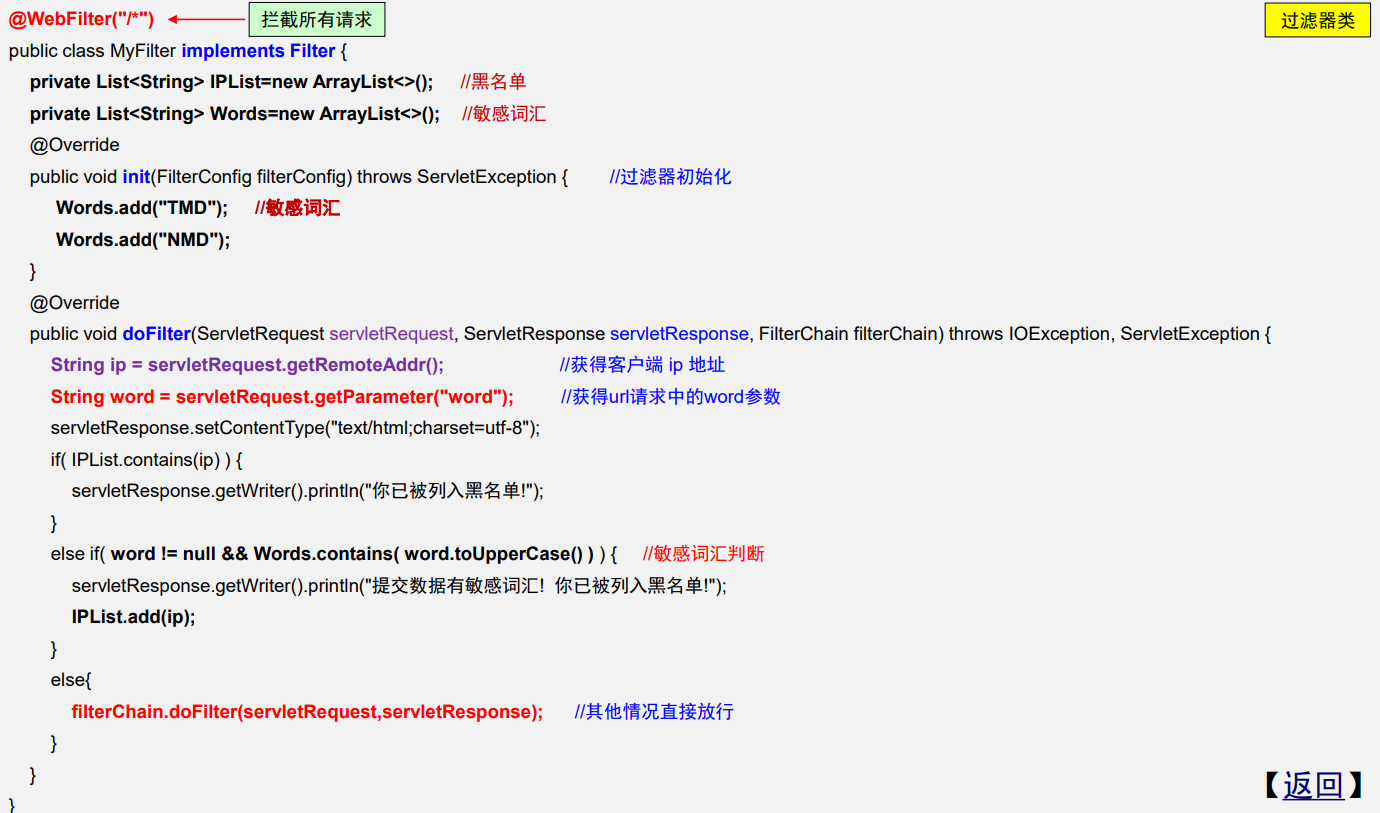 @WebFilter("/*") 拦截所有请求 过滤器类
public class MyFilter implements Filter {
private List<String> IPList=new ArrayList<>(); //黑名单
private List<String> Words=new ArrayList<>(); //敏感词汇
@Override
public void init(FilterConfig filterConfig) throws ServletException { //过滤器初始化
Words.add("TMD"); //敏感词汇
Words.add("NMD");
}
@Override
public void doFilter(ServletRequest servletRequest, ServletResponse servletResponse, FilterChain filterChain) throws IOException, ServletException {
String ip = servletRequest.getRemoteAddr(); //获得客户端 ip 地址
String word = servletRequest.getParameter("word"); //获得url请求中的word参数
servletResponse.setContentType("text/html;charset=utf-8");
if( IPList.contains(ip) ) {
servletResponse.getWriter().println("你已被列入黑名单!");
}
else if( word != null && Words.contains( word.toUpperCase() ) ) { //敏感词汇判断
servletResponse.getWriter().println("提交数据有敏感词汇！你已被列入黑名单!");
IPList.add(ip);
}
else{
filterChain.doFilter(servletRequest,servletResponse); //其他情况直接放行
}
}
【返回】
}